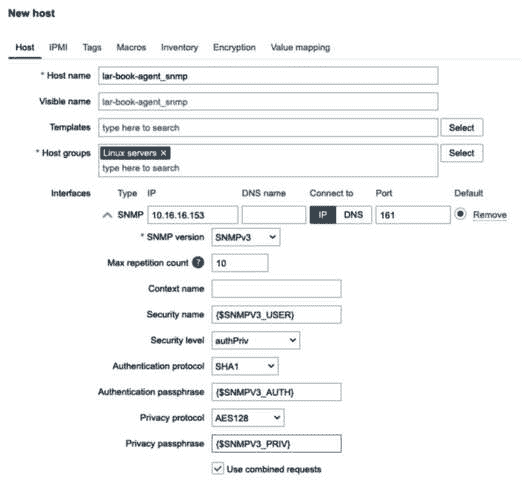 New host
Host IPMI Tags Macros Inventory Encryption Value mapping
* Host name lar-book-agent_snmp
Visible name lar-book-agent_snmp
Templates type here to search Select
* Host groups Linux servers × Select
type here to search
Interfaces Type IP DNS name Connect to Port Default
SNMP 10.16.16.153 IP DNS 161 Remove
* SNMP version SNMPv3
Max repetition count ? 10
Context name
Security name {$SNMPV3_USER}
Security level authPriv
Authentication protocol SHA1
Authentication passphrase {$SNMPV3_AUTH}
Privacy protocol AES128
Privacy passphrase {$SNMPV3_PRIV}
Use combined requests